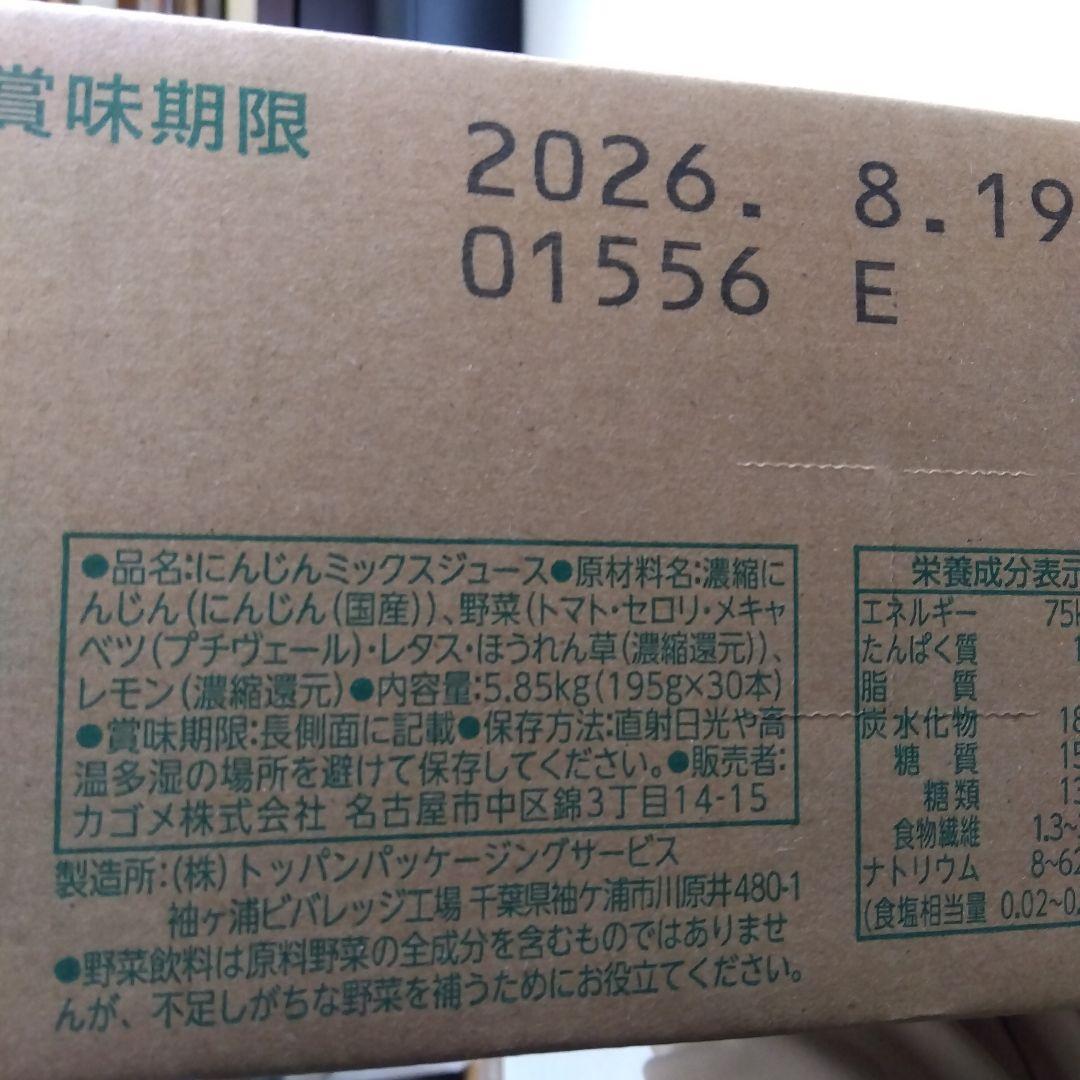 賞味期限
2026. 8.19
01556 E
●品名:にんじんミックスジュース●原材料名:濃縮に
んじん(にんじん(国産))、野菜(トマト・セロリ・メキャ
ベツ(プチヴェール)・レタス・ほうれん草(濃縮還元))、
レモン(濃縮還元)●内容量:5.85kg(195g×30本)
●賞味期限:長側面に記載●保存方法:直射日光や高
温多湿の場所を避けて保存してください。●販売者:
カゴメ株式会社 名古屋市中区錦3丁目14-15
製造所:(株)トッパンパッケージングサービス
袖ヶ浦ビバレッジ工場 千葉県袖ケ浦市川原井480-1
●野菜飲料は原料野菜の全成分を含むものではありませ
んが、不足しがちな野菜を補うためにお役立てください。
栄養成分表示
エネルギー 75
たんぱく質
脂 質
炭水化物 18
糖 質 15
糖類 13
食物繊維 1.3~
ナトリウム 8~62
(食塩相当量 0.02~0.